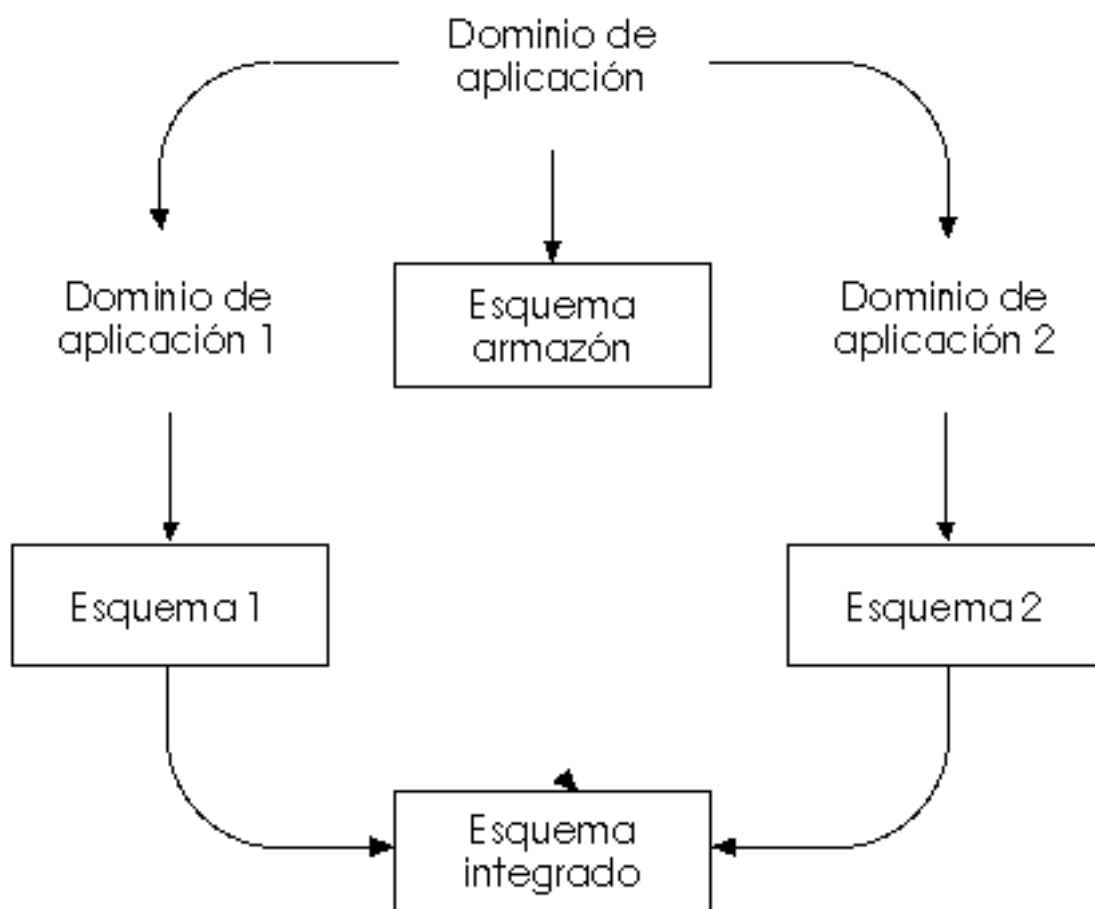 Dominio de
aplicación
Dominio de
aplicación 1
Esquema
armazón
Dominio de
aplicación 2
Esquema 1
Esquema 2
Esquema
integrado